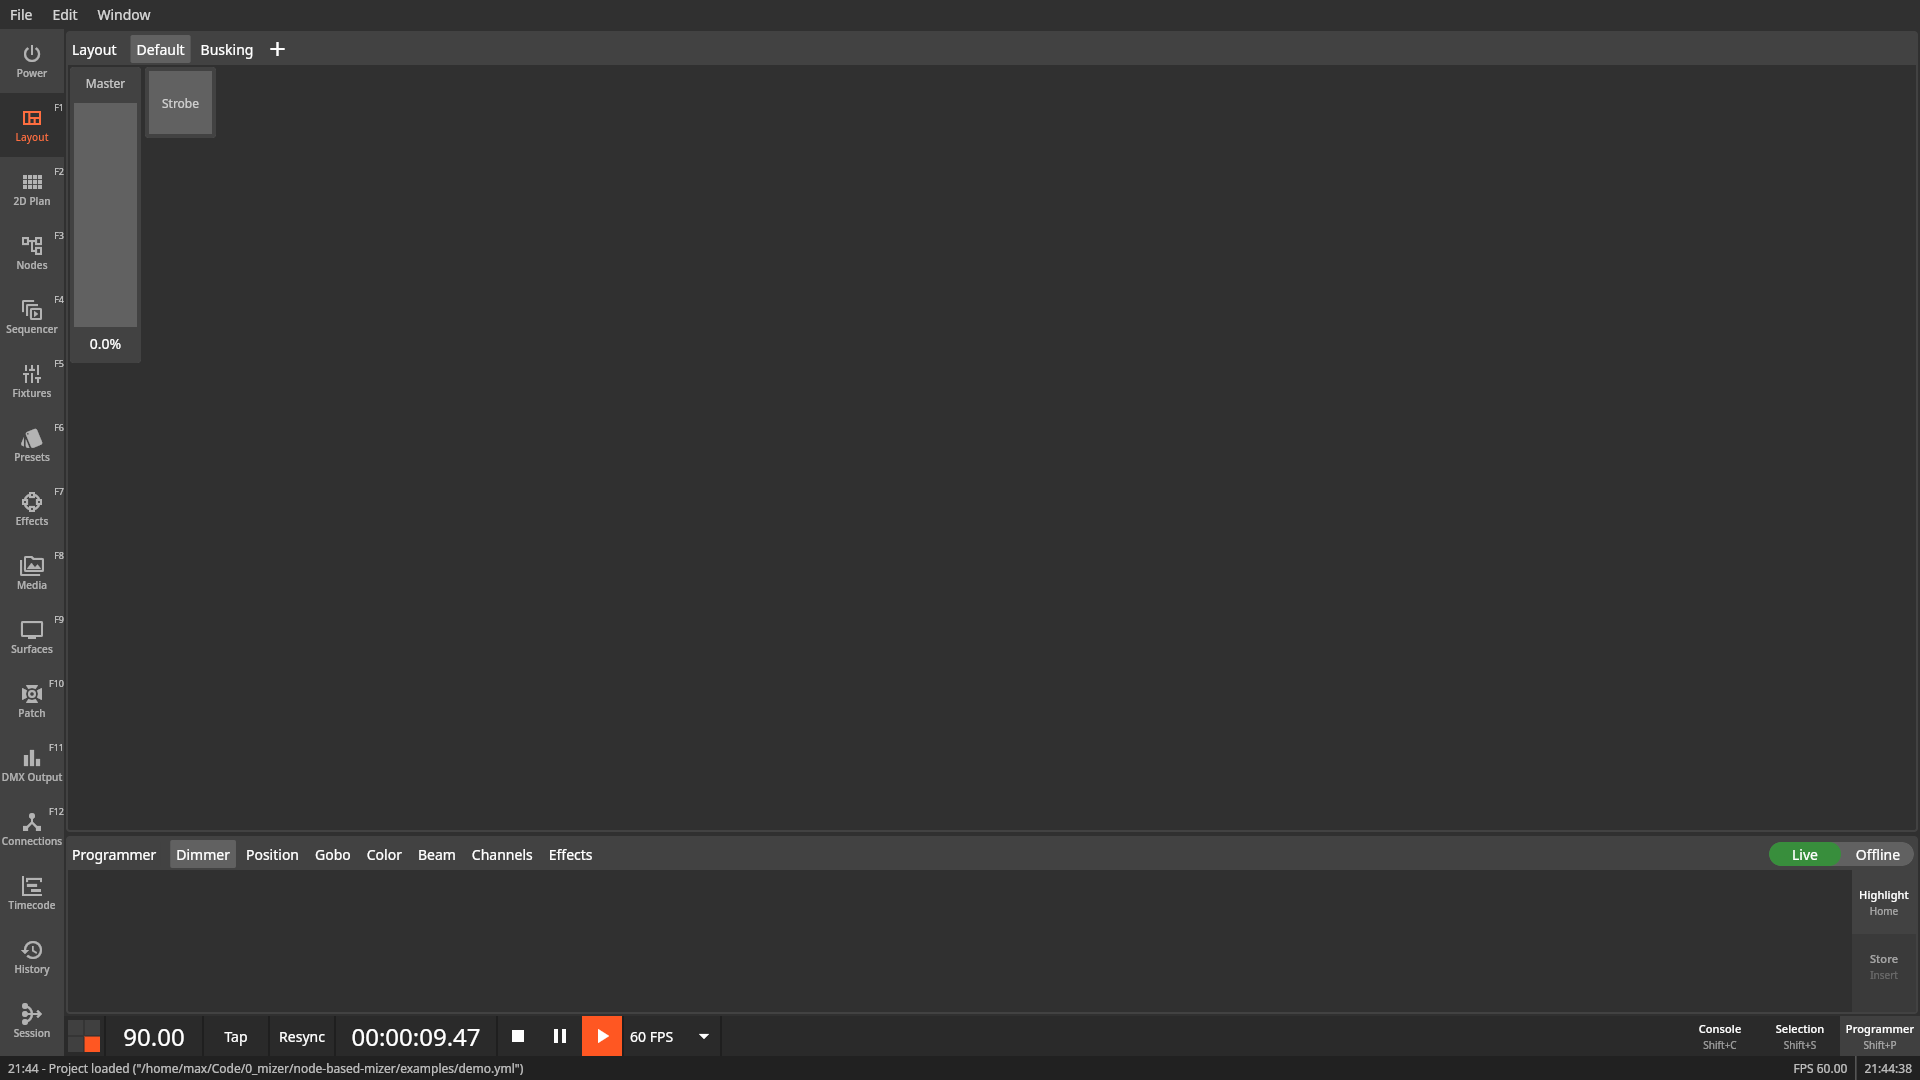 File Edit Window
Power
F1
Layout
F2
2D Plan
F3
Nodes
F4
Sequencer
F5
Fixtures
F6
Presets
F7
Effects
F8
Media
F9
Surfaces
F10
Patch
F11
DMX Output
F12
Connections
Timecode
History
Session
Layout Default Busking
Master
0.0%
Strobe
Programmer Dimmer Position Gobo Color Beam Channels Effects
Live Offline
Highlight
Home
Store
Insert
90.00 Tap Resync 00:00:09.47 60 FPS
Console
Shift+C
Selection
Shift+S
Programmer
Shift+P
21:44 - Project loaded ("/home/max/Code/0_mizer/node-based-mizer/examples/demo.yml")
FPS 60.00 21:44:38